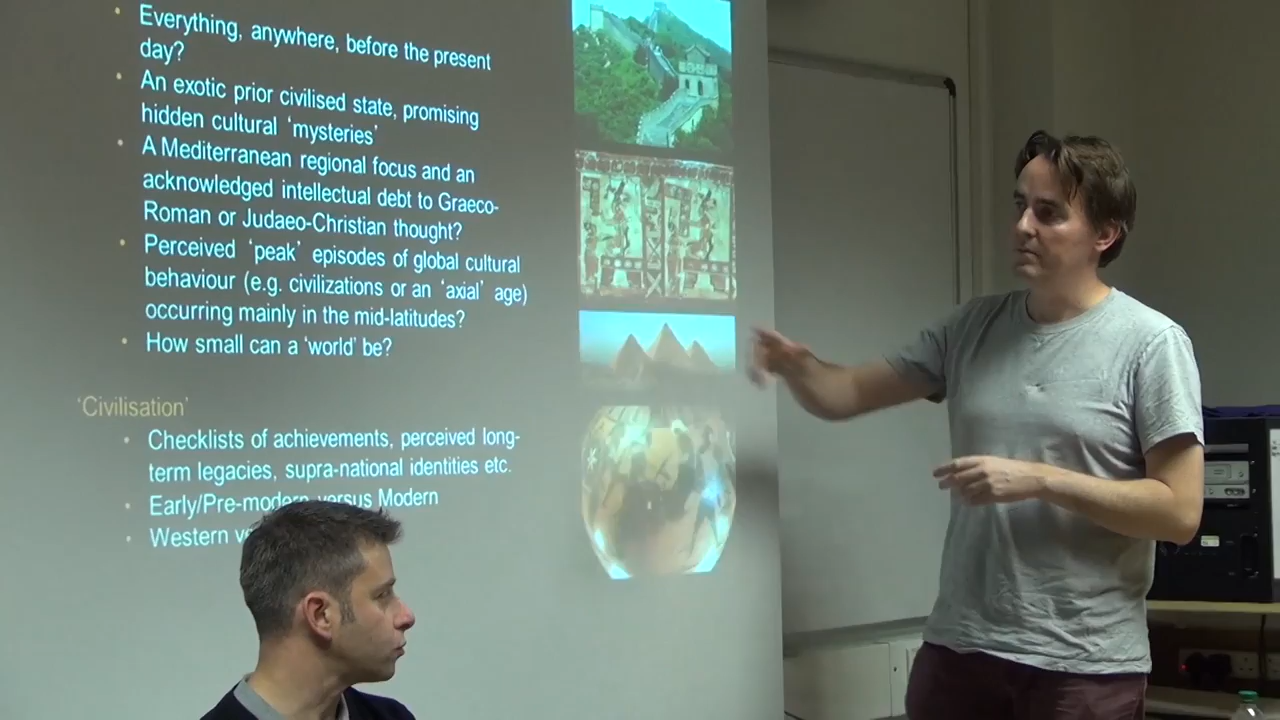 • Everything, anywhere, before the present
day?
• An exotic prior civilised state, promising
hidden cultural ‘mysteries’
• A Mediterranean regional focus and an
acknowledged intellectual debt to Graeco-
Roman or Judaeo-Christian thought?
• Perceived ‘peak’ episodes of global cultural
behaviour (e.g. civilizations or an ‘axial’ age)
occurring mainly in the mid-latitudes?
• How small can a ‘world’ be?
‘Civilisation’
• Checklists of achievements, perceived long-
term legacies, supra-national identities etc.
• Early/Pre-modern versus Modern
• Western